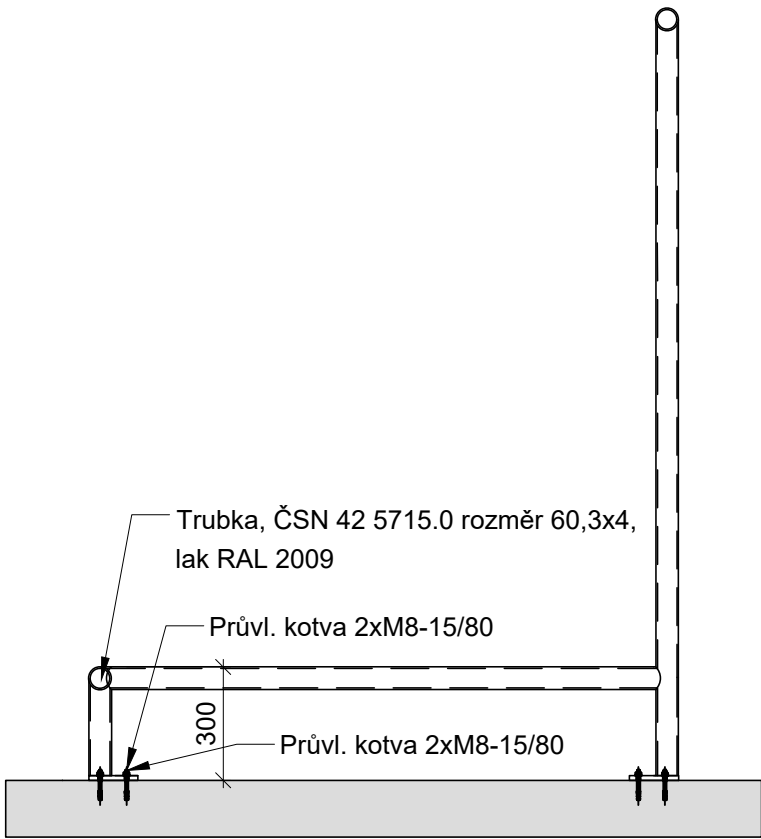 Trubka, ČSN 42 5715.0 rozměr 60,3x4,
lak RAL 2009
Průvl. kotva 2xM8-15/80
300
Průvl. kotva 2xM8-15/80